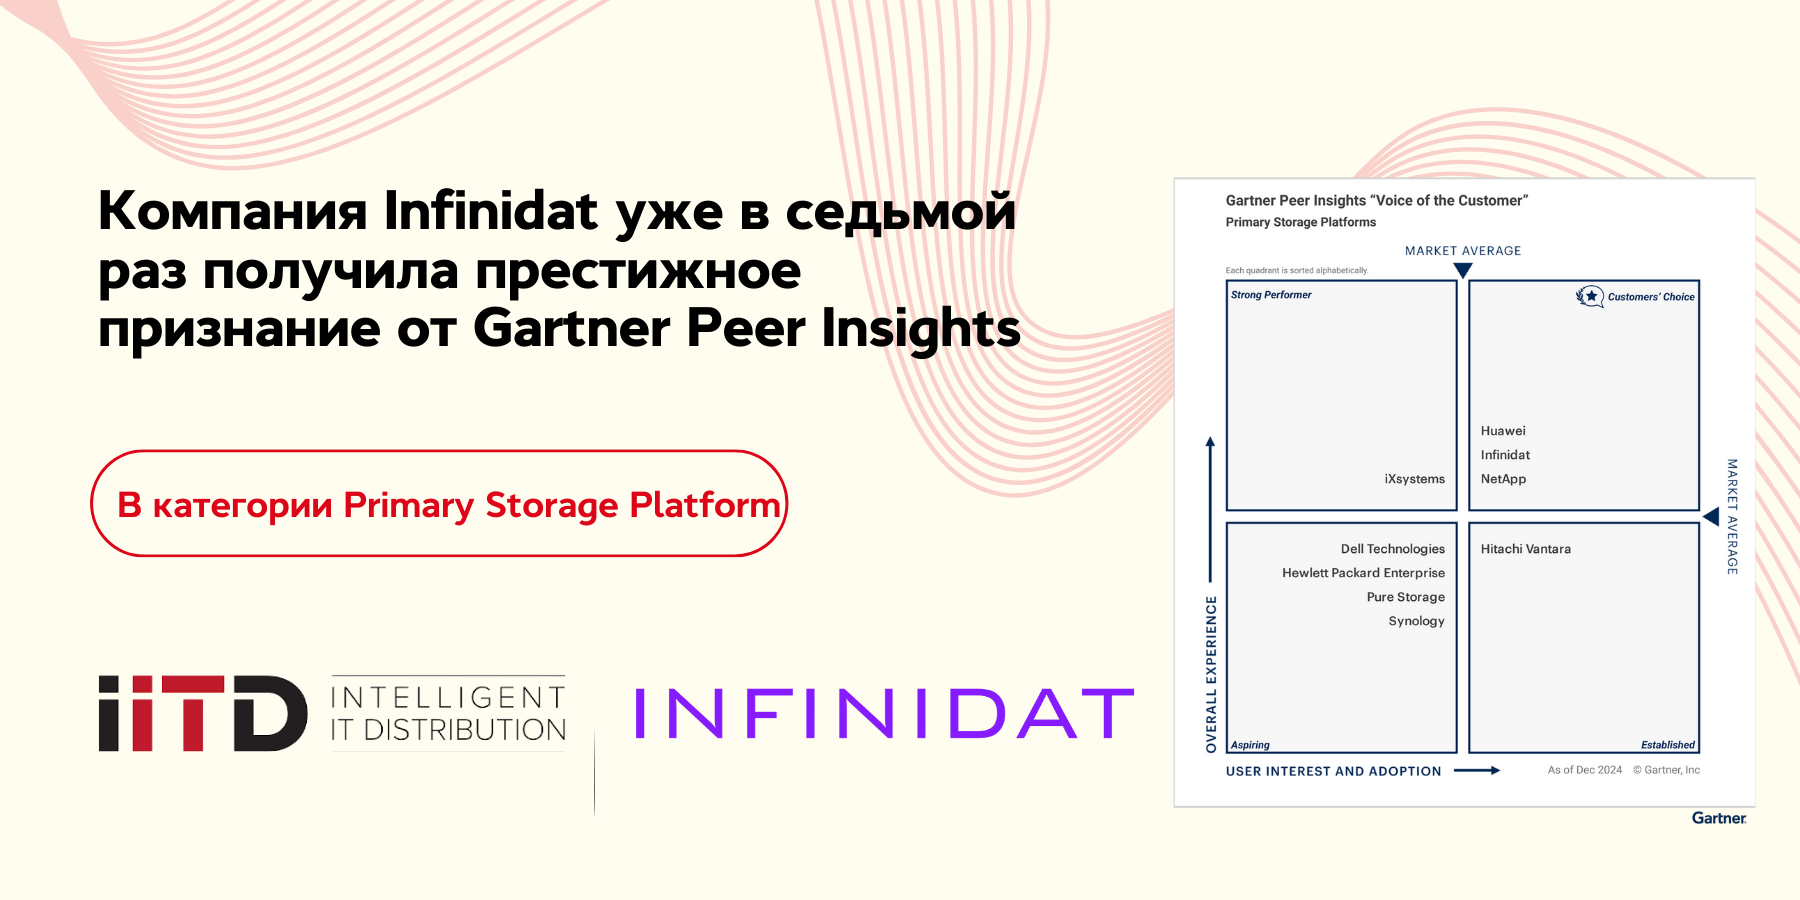 Компания Infinidat уже в седьмой
раз получила престижное
признание от Gartner Peer Insights
В категории Primary Storage Platform
iiTD
INTELLIGENT
IT DISTRIBUTION
INFINIDAT
Gartner Peer Insights “Voice of the Customer”
Primary Storage Platforms
MARKET AVERAGE
Each quadrant is sorted alphabetically.
Strong Performer
Customers’ Choice
iXsystems
Huawei
Infinidat
NetApp
MARKET AVERAGE
Dell Technologies
Hewlett Packard Enterprise
Pure Storage
Synology
Hitachi Vantara
Aspiring
Established
OVERALL EXPERIENCE
USER INTEREST AND ADOPTION
As of Dec 2024 © Gartner, Inc
Gartner